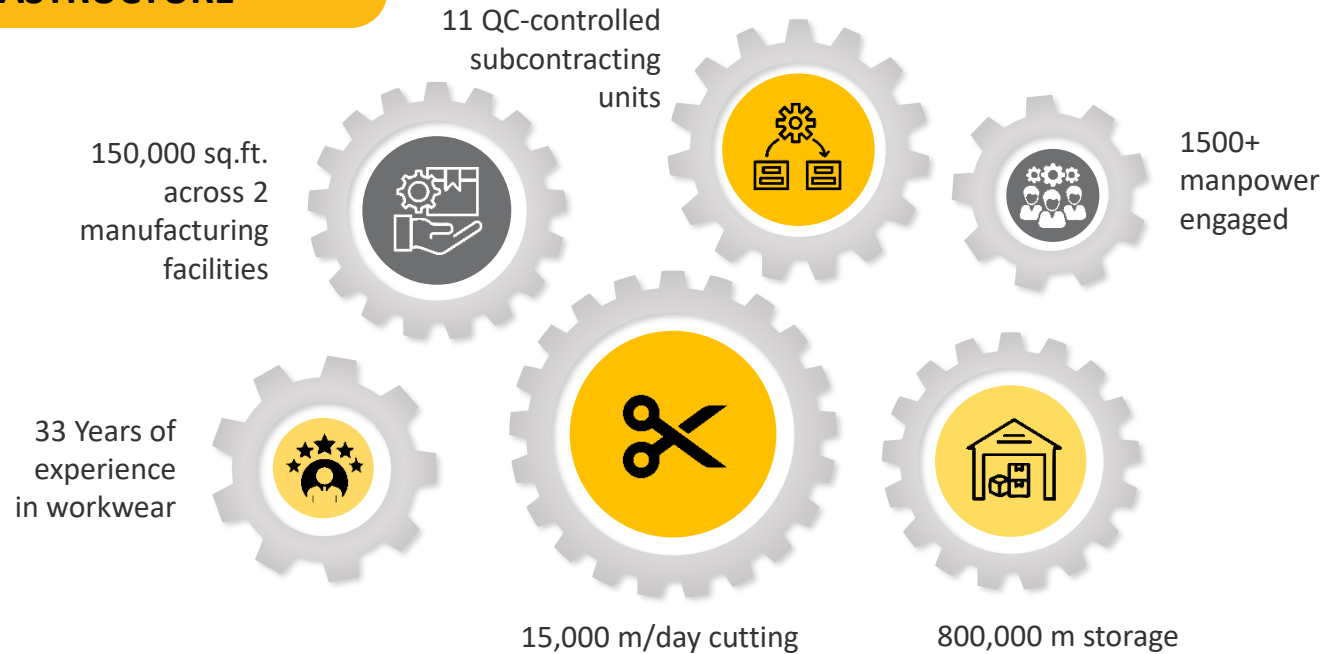 11 QC-controlled
subcontracting
units
150,000 sq.ft.
across 2
manufacturing
facilities
1500+
manpower
engaged
33 Years of
experience
in workwear
15,000 m/day cutting
800,000 m storage